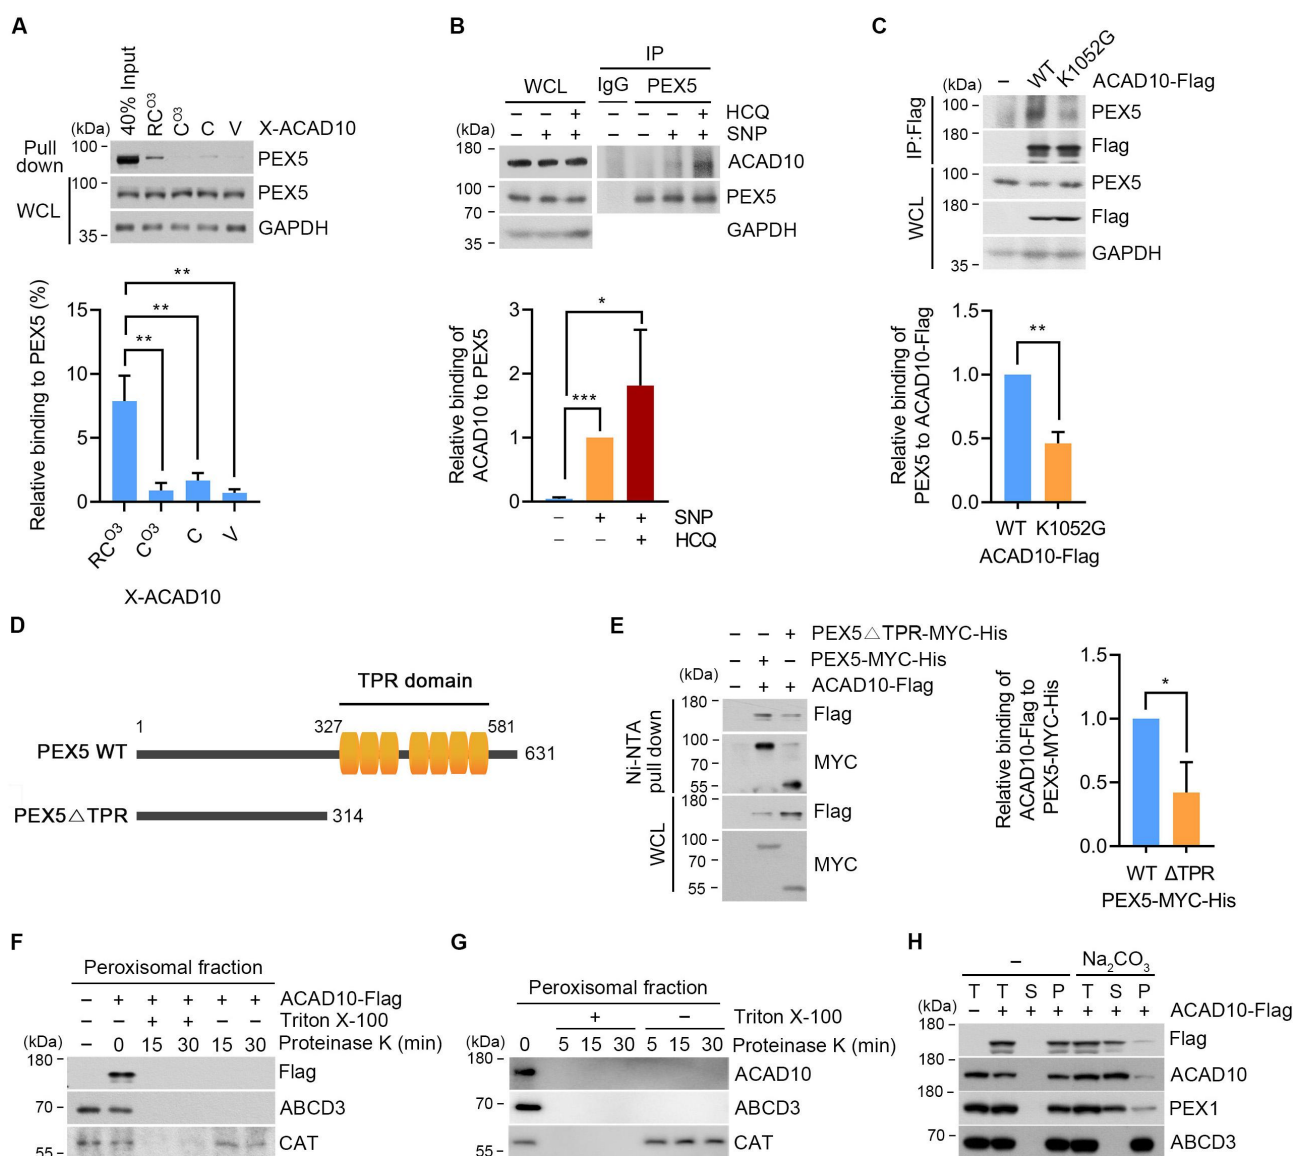 A
40% Input
RC^O3
C^O3
C
V
X-ACAD10
(kDa)
Pull down
100
PEX5
WCL
100
PEX5
35
GAPDH
Relative binding to PEX5 (%)
15
10
5
0
**
**
**
RC^O3
C^O3
C
V
X-ACAD10
B
IP
WCL
IgG
PEX5
– – + – – – + HCQ
– + + – – + + SNP
(kDa)
180
ACAD10
100
PEX5
70
GAPDH
35
Relative binding of
ACAD10 to PEX5
3
2
1
0
***
*
– + + SNP
– – + HCQ
C
– WT K1052G ACAD10-Flag
(kDa)
IP:Flag
100
PEX5
180
Flag
WCL
100
PEX5
180
Flag
GAPDH
35
Relative binding of
PEX5 to ACAD10-Flag
1.5
1.0
0.5
0.0
**
WT K1052G
ACAD10-Flag
D
TPR domain
1
327
581
PEX5 WT
631
PEX5△TPR
314
E
– – + PEX5△TPR-MYC-His
– + – PEX5-MYC-His
– + + ACAD10-Flag
(kDa)
Ni-NTA
pull down
180
Flag
100
70
MYC
55
WCL
180
Flag
100
70
MYC
55
Relative binding of
ACAD10-Flag to
PEX5-MYC-His
1.5
1.0
0.5
0.0
*
WT ΔTPR
PEX5-MYC-His
F
Peroxisomal fraction
– + + + + + ACAD10-Flag
– – + + – – Triton X-100
(kDa) – 0 15 30 15 30 Proteinase K (min)
180
Flag
70
ABCD3
CAT
55
G
Peroxisomal fraction
+ – Triton X-100
(kDa) 0 5 15 30 5 15 30 Proteinase K (min)
180
ACAD10
70
ABCD3
CAT
55
H
– Na₂CO₃
T T S P T S P
(kDa) – + + + + + + ACAD10-Flag
180
Flag
180
ACAD10
180
PEX1
70
ABCD3